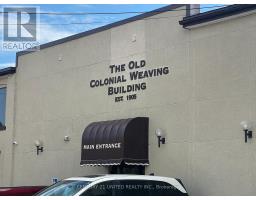 REALTOR
THE OLD
COLONIAL WEAVING
BUILDING
EST. 1905
MAIN ENTRANCE
CENTURY 21 UNITED REALTY INC., Brokerage